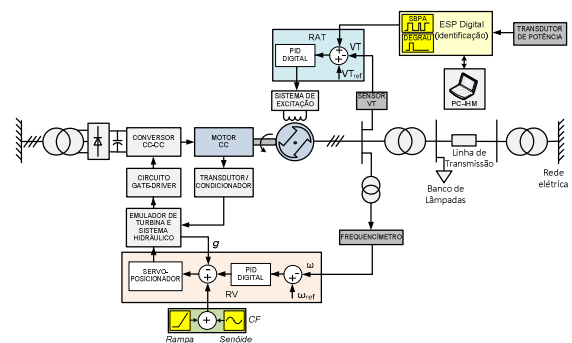 SBPA
DEGRAU
ESP Digital
(identificação)
TRANSDUTOR
DE POTÊNCIA
RAT
VT
PID
DIGITAL
VTref
SISTEMA DE
EXCITAÇÃO
SENSOR
VT
PC-IHM
CONVERSOR
CC-CC
MOTOR
CC
Linha de
Transmissão
Rede
elétrica
Banco de
Lâmpadas
CIRCUITO
GATE-DRIVER
TRANSDUTOR /
CONDICIONADOR
EMULADOR DE
TURBINA E
SISTEMA
HIDRÁULICO
g
FREQUENCÍMETRO
SERVO-
POSICIONADOR
PID
DIGITAL
ω
RV
ωref
CF
Rampa
Senóide